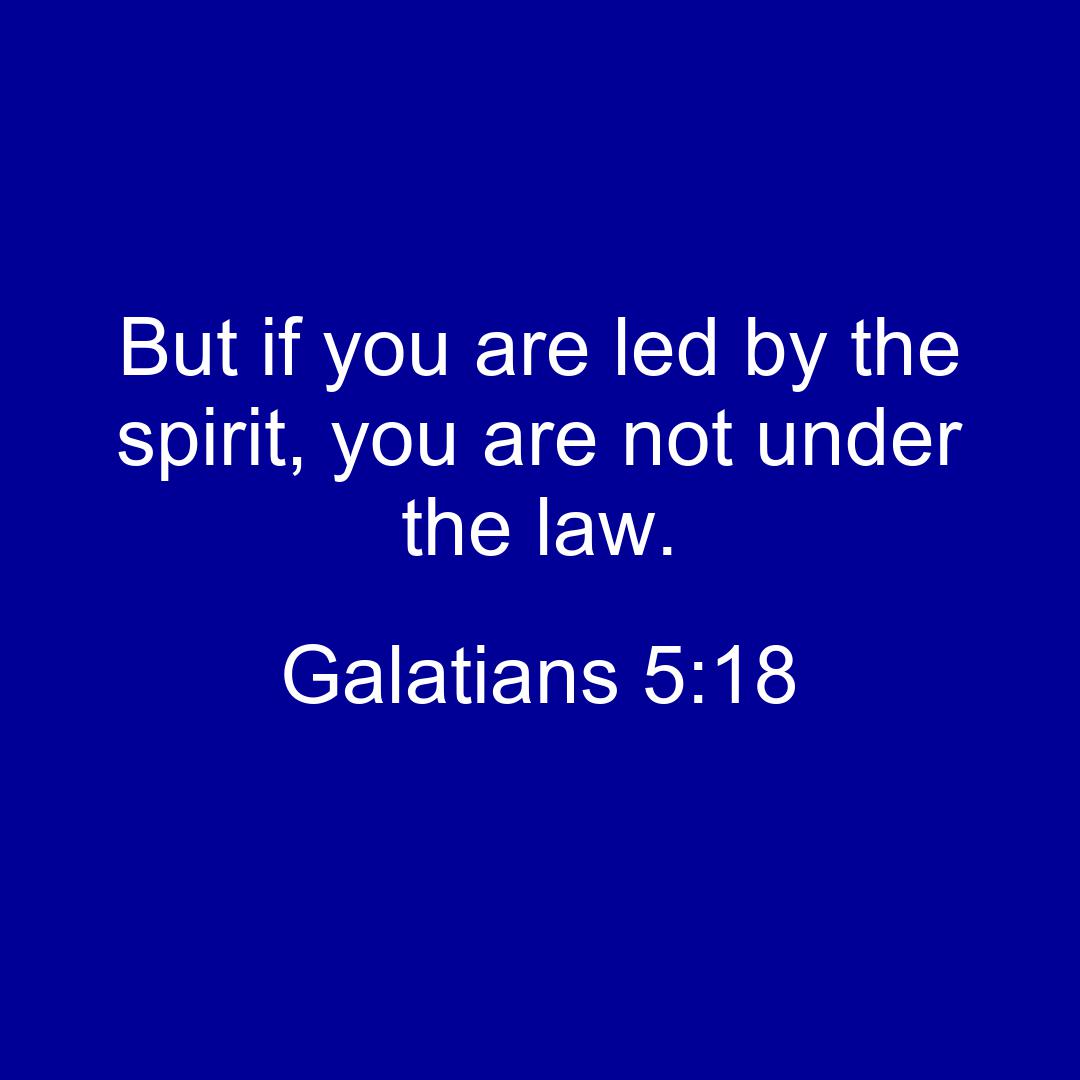 But if you are led by the
spirit, you are not under
the law.
Galatians 5:18